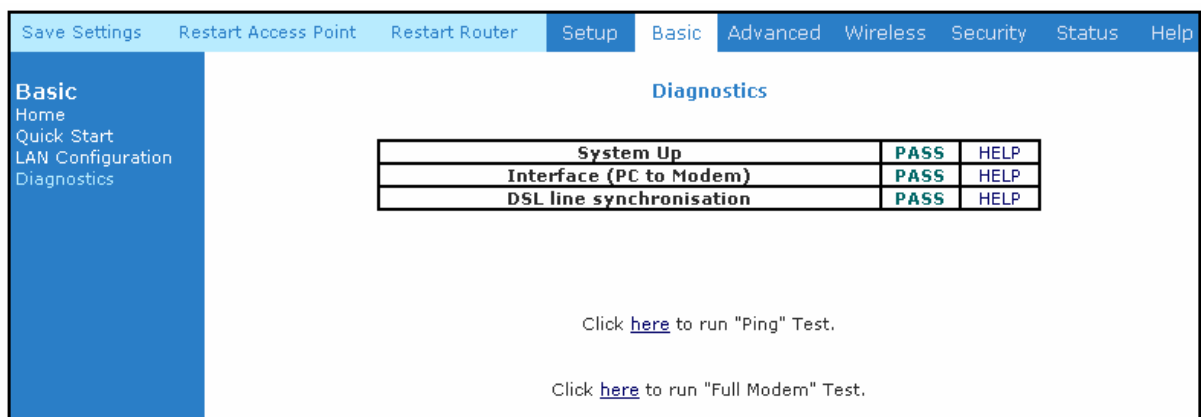 Save Settings Restart Access Point Restart Router Setup Basic Advanced Wireless Security Status Help
Basic
Home
Quick Start
LAN Configuration
Diagnostics
Diagnostics
System Up PASS HELP
Interface (PC to Modem) PASS HELP
DSL line synchronisation PASS HELP
Click here to run "Ping" Test.
Click here to run "Full Modem" Test.